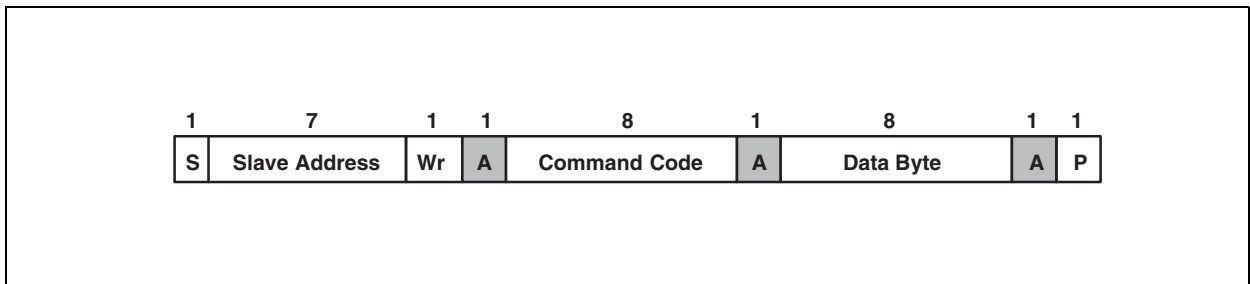 1 7 1 1 8 1 8 1 1
S Slave Address Wr A Command Code A Data Byte A P